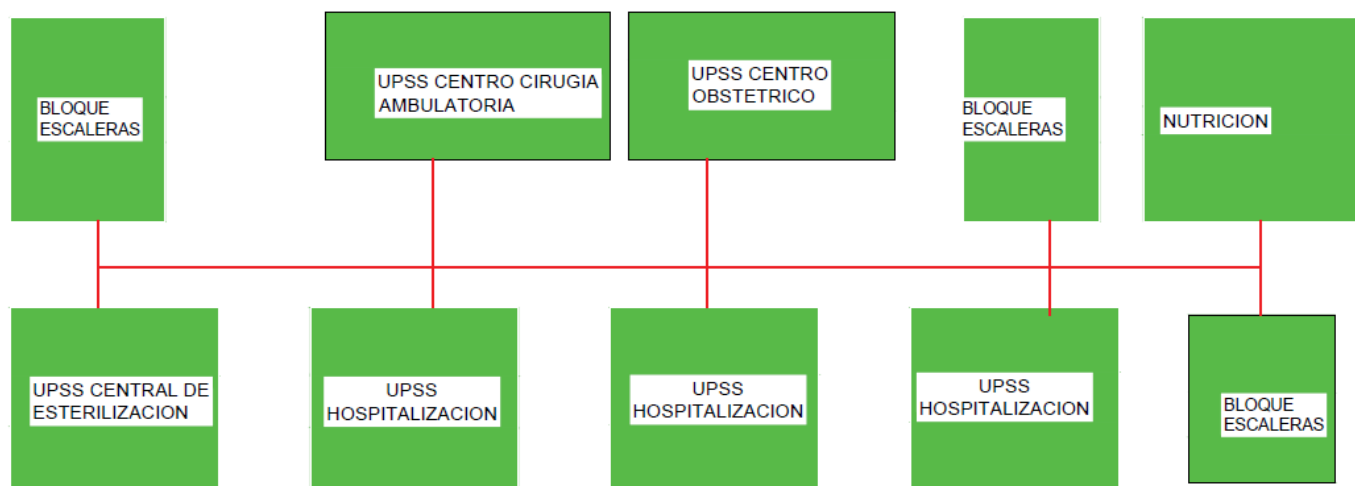 BLOQUE
ESCALERAS
UPSS CENTRO CIRUGIA
AMBULATORIA
UPSS CENTRO
OBSTETRICO
BLOQUE
ESCALERAS
NUTRICION
UPSS CENTRAL DE
ESTERILIZACION
UPSS
HOSPITALIZACION
UPSS
HOSPITALIZACION
UPSS
HOSPITALIZACION
BLOQUE
ESCALERAS